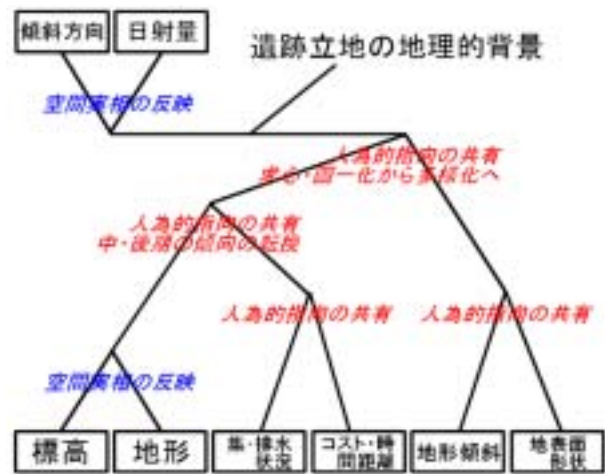 傾斜方向
日射量
遺跡立地の地理的背景
空間実相の反映
人為的指向の共有
求心・画一化から多様化へ
人為的指向の共有
中・後期の傾向の転換
人為的指向の共有
人為的指向の共有
空間実相の反映
標高
地形
集・排水
状況
コスト・時
間距離
地形傾斜
地表面
形状